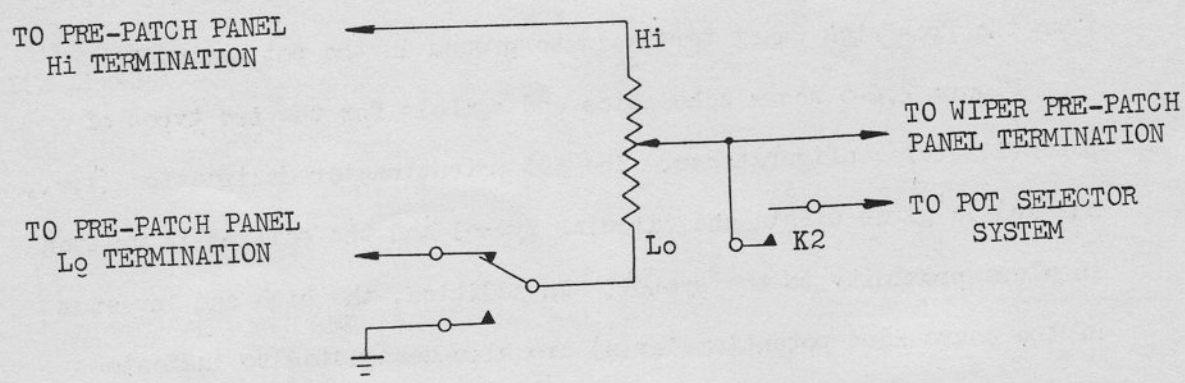 TO PRE-PATCH PANEL
Hi TERMINATION
Hi
TO WIPER PRE-PATCH
PANEL TERMINATION
TO POT SELECTOR
SYSTEM
K2
TO PRE-PATCH PANEL
Lo TERMINATION
Lo